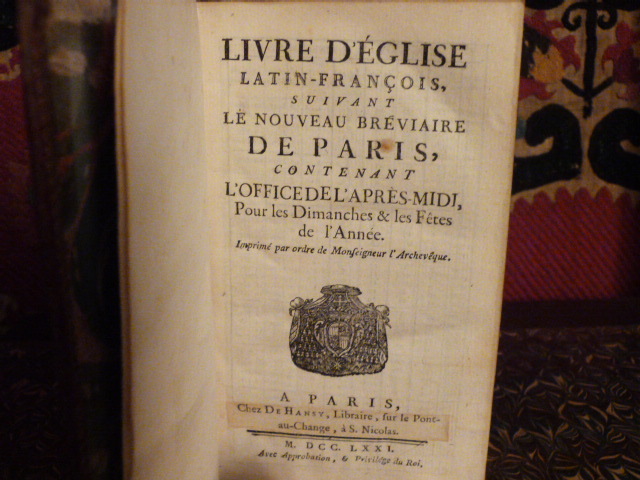 LIVRE D'ÉGLISE
LATIN-FRANÇOIS,
SUIVANT
LE NOUVEAU BRÉVIAIRE
DE PARIS,
CONTENANT
L'OFFICE DE L'APRÈS-MIDI,
Pour les Dimanches & les Fêtes
de l'Année.
Imprimé par ordre de Monſeigneur l'Archevêque.
A PARIS,
Chez DE HANSY, Libraire, ſur le Pont-
au-Change, à S. Nicolas.
M. DCC. LXXI.
Avec Approbation, & Privilége du Roi.